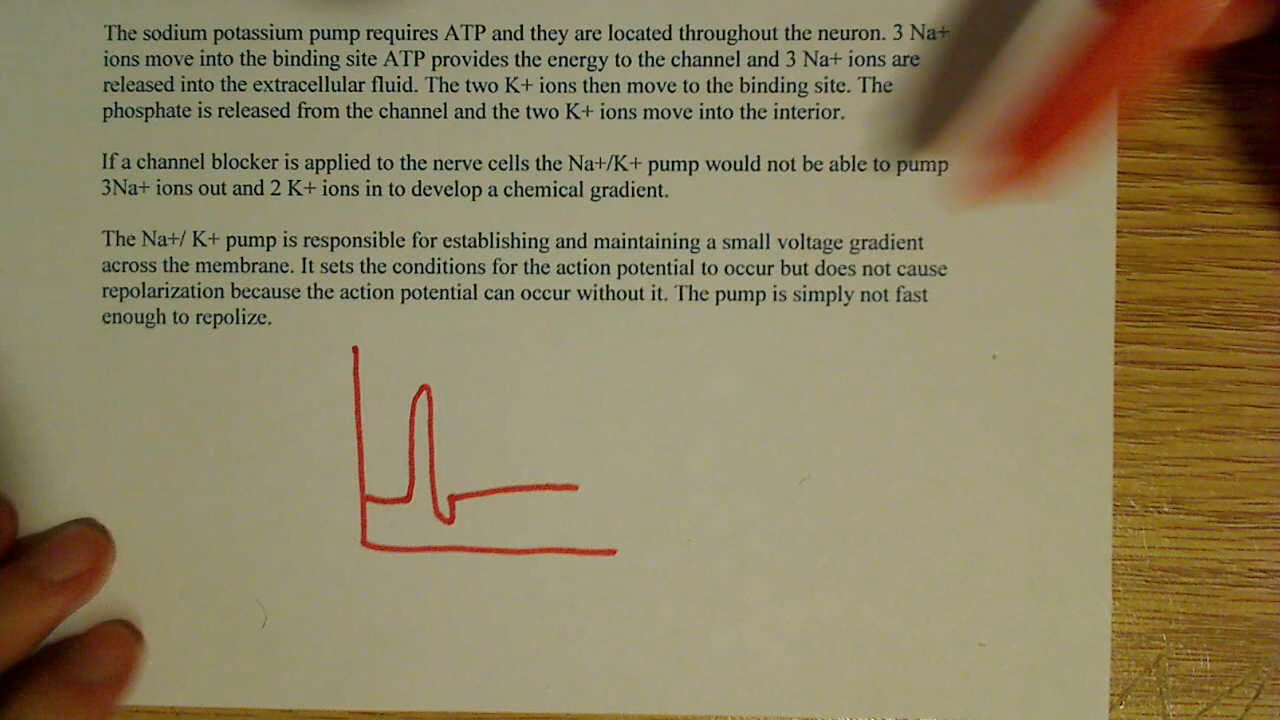 The sodium potassium pump requires ATP and they are located throughout the neuron. 3 Na+
ions move into the binding site ATP provides the energy to the channel and 3 Na+ ions are
released into the extracellular fluid. The two K+ ions then move to the binding site. The
phosphate is released from the channel and the two K+ ions move into the interior.
If a channel blocker is applied to the nerve cells the Na+/K+ pump would not be able to pump
3Na+ ions out and 2 K+ ions in to develop a chemical gradient.
The Na+/ K+ pump is responsible for establishing and maintaining a small voltage gradient
across the membrane. It sets the conditions for the action potential to occur but does not cause
repolarization because the action potential can occur without it. The pump is simply not fast
enough to repolize.